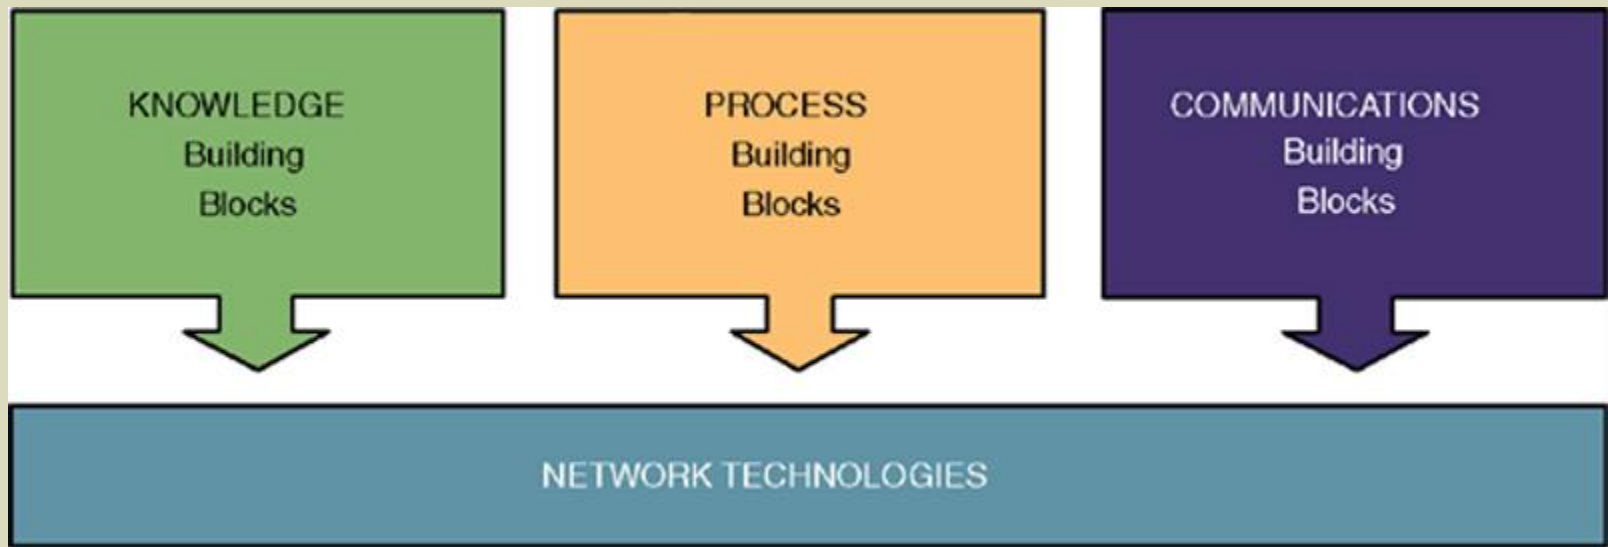 KNOWLEDGE
Building
Blocks
PROCESS
Building
Blocks
COMMUNICATIONS
Building
Blocks
NETWORK TECHNOLOGIES